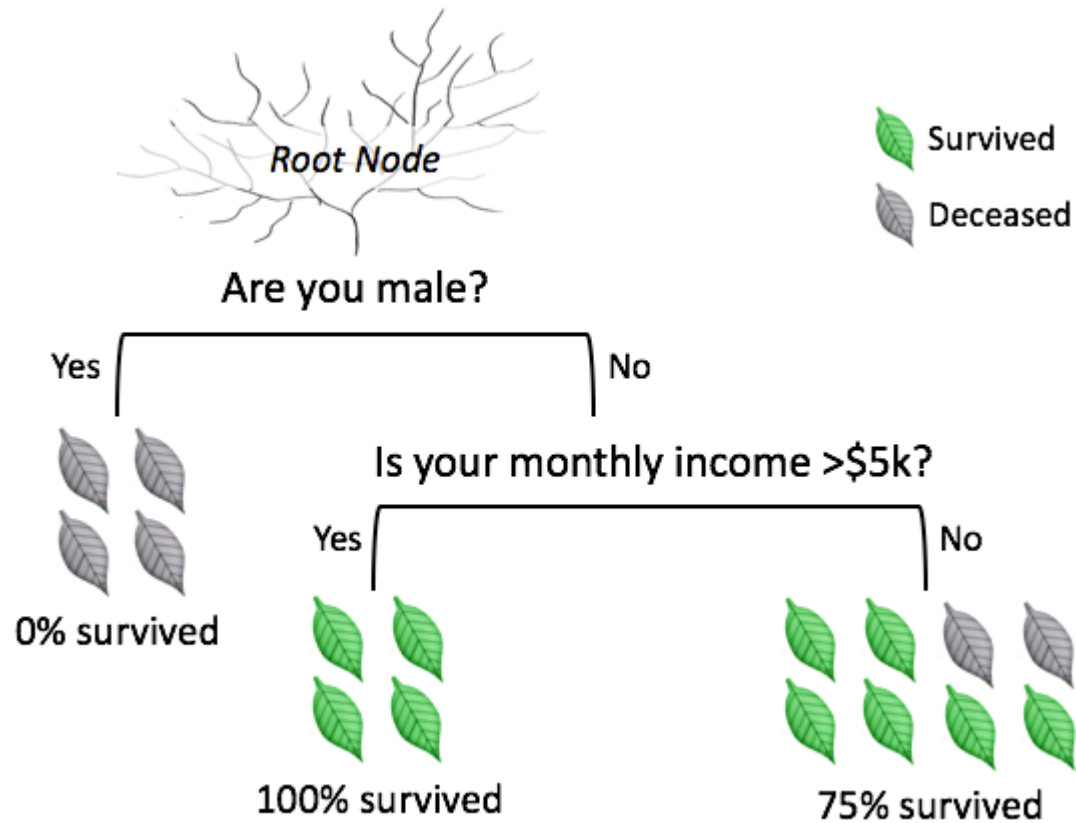 Root Node
Survived
Deceased
Are you male?
Yes
No
Is your monthly income >$5k?
Yes
No
0% survived
100% survived
75% survived